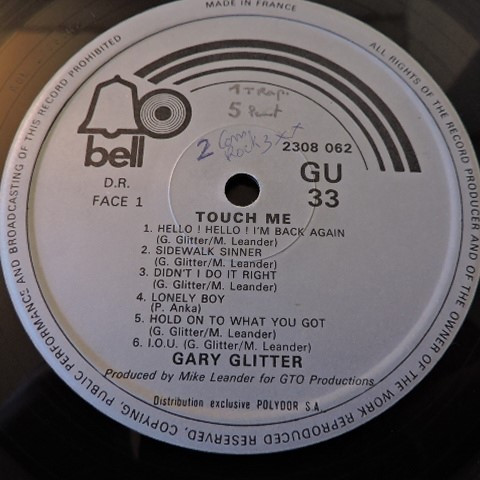 MADE IN FRANCE
ALL RIGHTS OF THE RECORD PRODUCER AND OF THE OWNER OF THE WORK REPRODUCED RESERVED, COPYING, PUBLIC PERFORMANCE AND BROADCASTING OF THIS RECORD PROHIBITED
bell
5
2
2308 062
D.R.
FACE 1
GU
33
TOUCH ME
1. HELLO ! HELLO ! I'M BACK AGAIN
(G. Glitter/M. Leander)
2. SIDEWALK SINNER
(G. Glitter/M. Leander)
3. DIDN'T I DO IT RIGHT
(G. Glitter/M. Leander)
4. LONELY BOY
(P. Anka)
5. HOLD ON TO WHAT YOU GOT
(G. Glitter/M. Leander)
6. I.O.U. (G. Glitter/M. Leander)
GARY GLITTER
Produced by Mike Leander for GTO Productions
Distribution exclusive POLYDOR S.A.